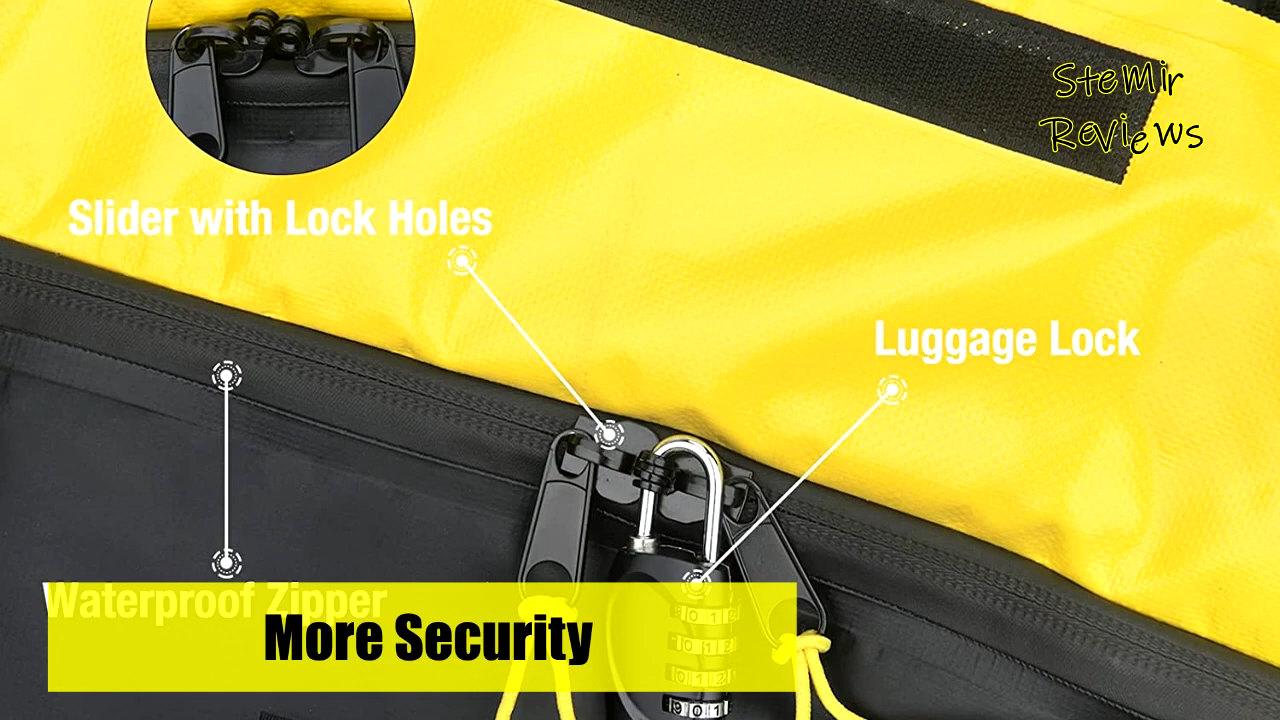 SteMir
Reviews
Slider with Lock Holes
Luggage Lock
Waterproof Zipper
More Security